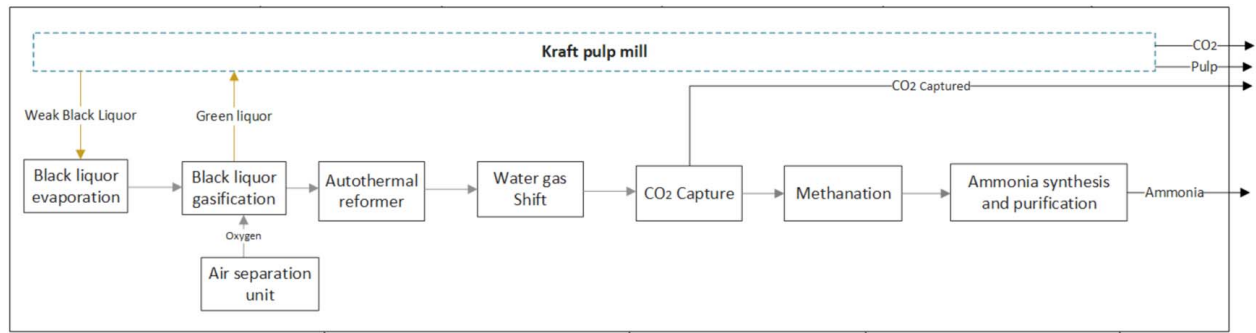 Kraft pulp mill
CO2
Pulp
CO2 Captured
Weak Black Liquor
Green liquor
Black liquor
evaporation
Black liquor
gasification
Autothermal
reformer
Water gas
Shift
CO2 Capture
Methanation
Ammonia synthesis
and purification
Ammonia
Oxygen
Air separation
unit